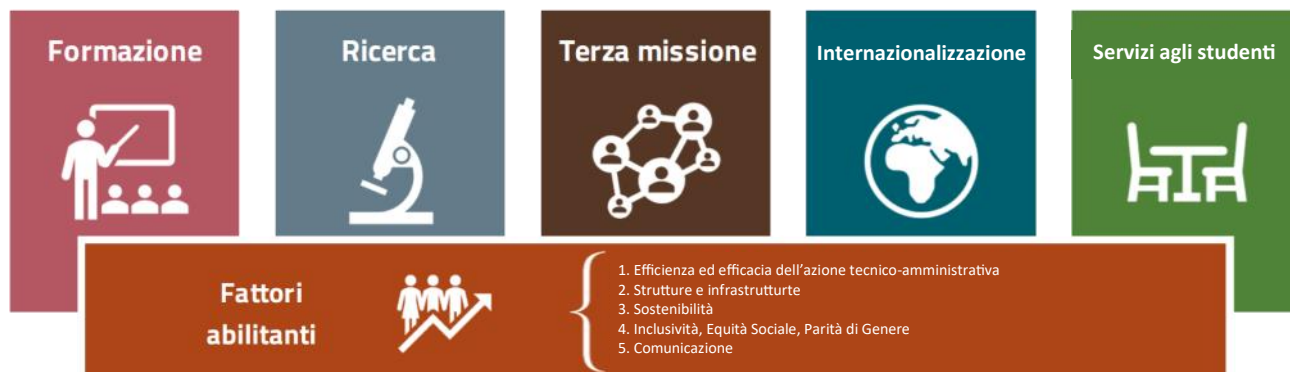 Formazione
Ricerca
Terza missione
Internazionalizzazione
Servizi agli studenti
Fattori
abilitanti
1. Efficienza ed efficacia dell’azione tecnico-amministrativa
2. Strutture e infrastrutturte
3. Sostenibilità
4. Inclusività, Equità Sociale, Parità di Genere
5. Comunicazione